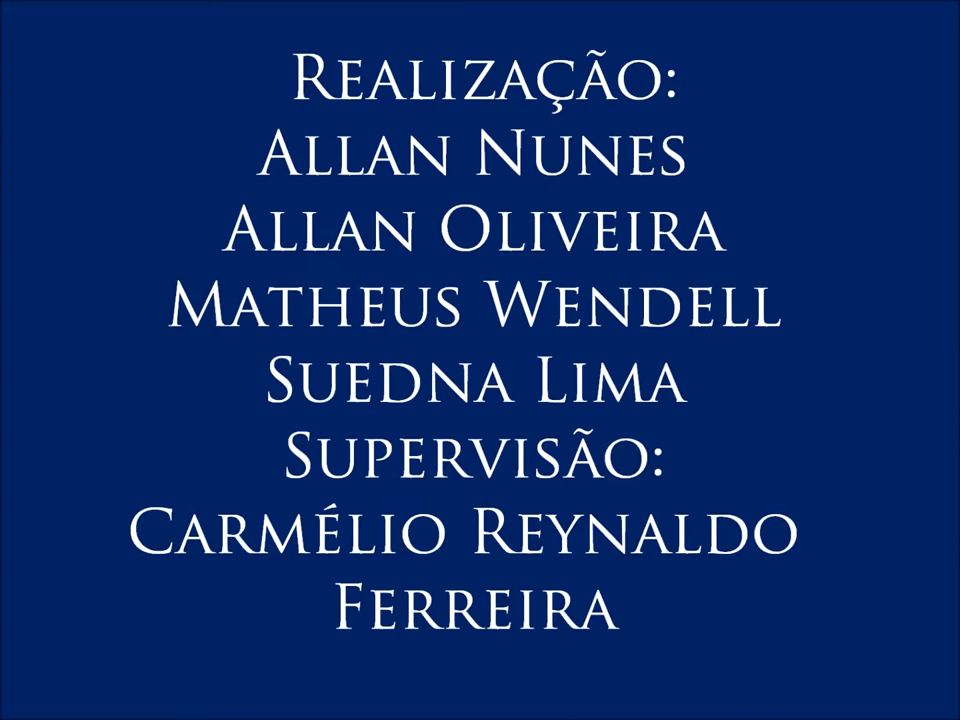 Realização:
Allan Nunes
Allan Oliveira
Matheus Wendell
Suedna Lima
Supervisão:
Carmélio Reynaldo
Ferreira